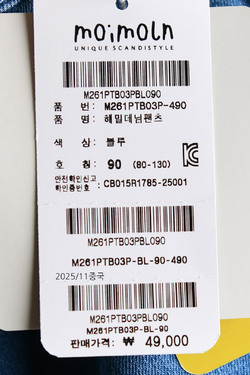 moimoln
UNIQUE SCANDISTYLE
M261PTB03PBL090
품 번: M261PTB03P-490
품 명: 헤밀데님팬츠
색 상: 블루
호 칭: 90 (80-130)
안전확인신고
확인증번호 : CB015R1785-25001
M261PTB03PBL090
M261PTB03P-BL-90-490
2025/11중국
M261PTB03PBL090
M261PTB03P-BL-90
판매가격: ₩ 49,000